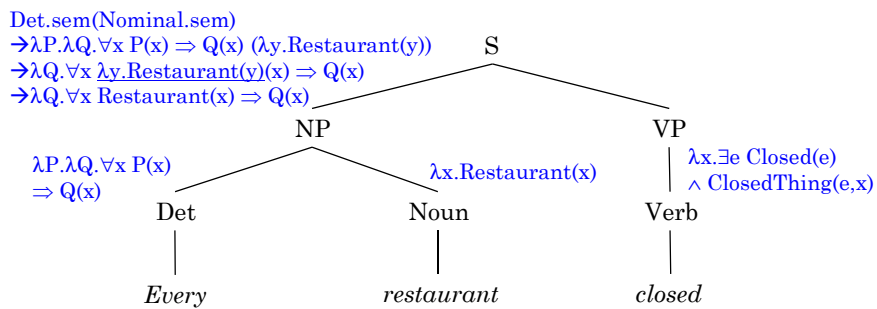 Det.sem(Nominal.sem)
→λP.λQ.∀x P(x) ⇒ Q(x) (λy.Restaurant(y))
→λQ.∀x λy.Restaurant(y)(x) ⇒ Q(x)
→λQ.∀x Restaurant(x) ⇒ Q(x)
S
NP
VP
λP.λQ.∀x P(x)
⇒ Q(x)
λx.Restaurant(x)
λx.∃e Closed(e)
∧ ClosedThing(e,x)
Det
Noun
Verb
Every
restaurant
closed